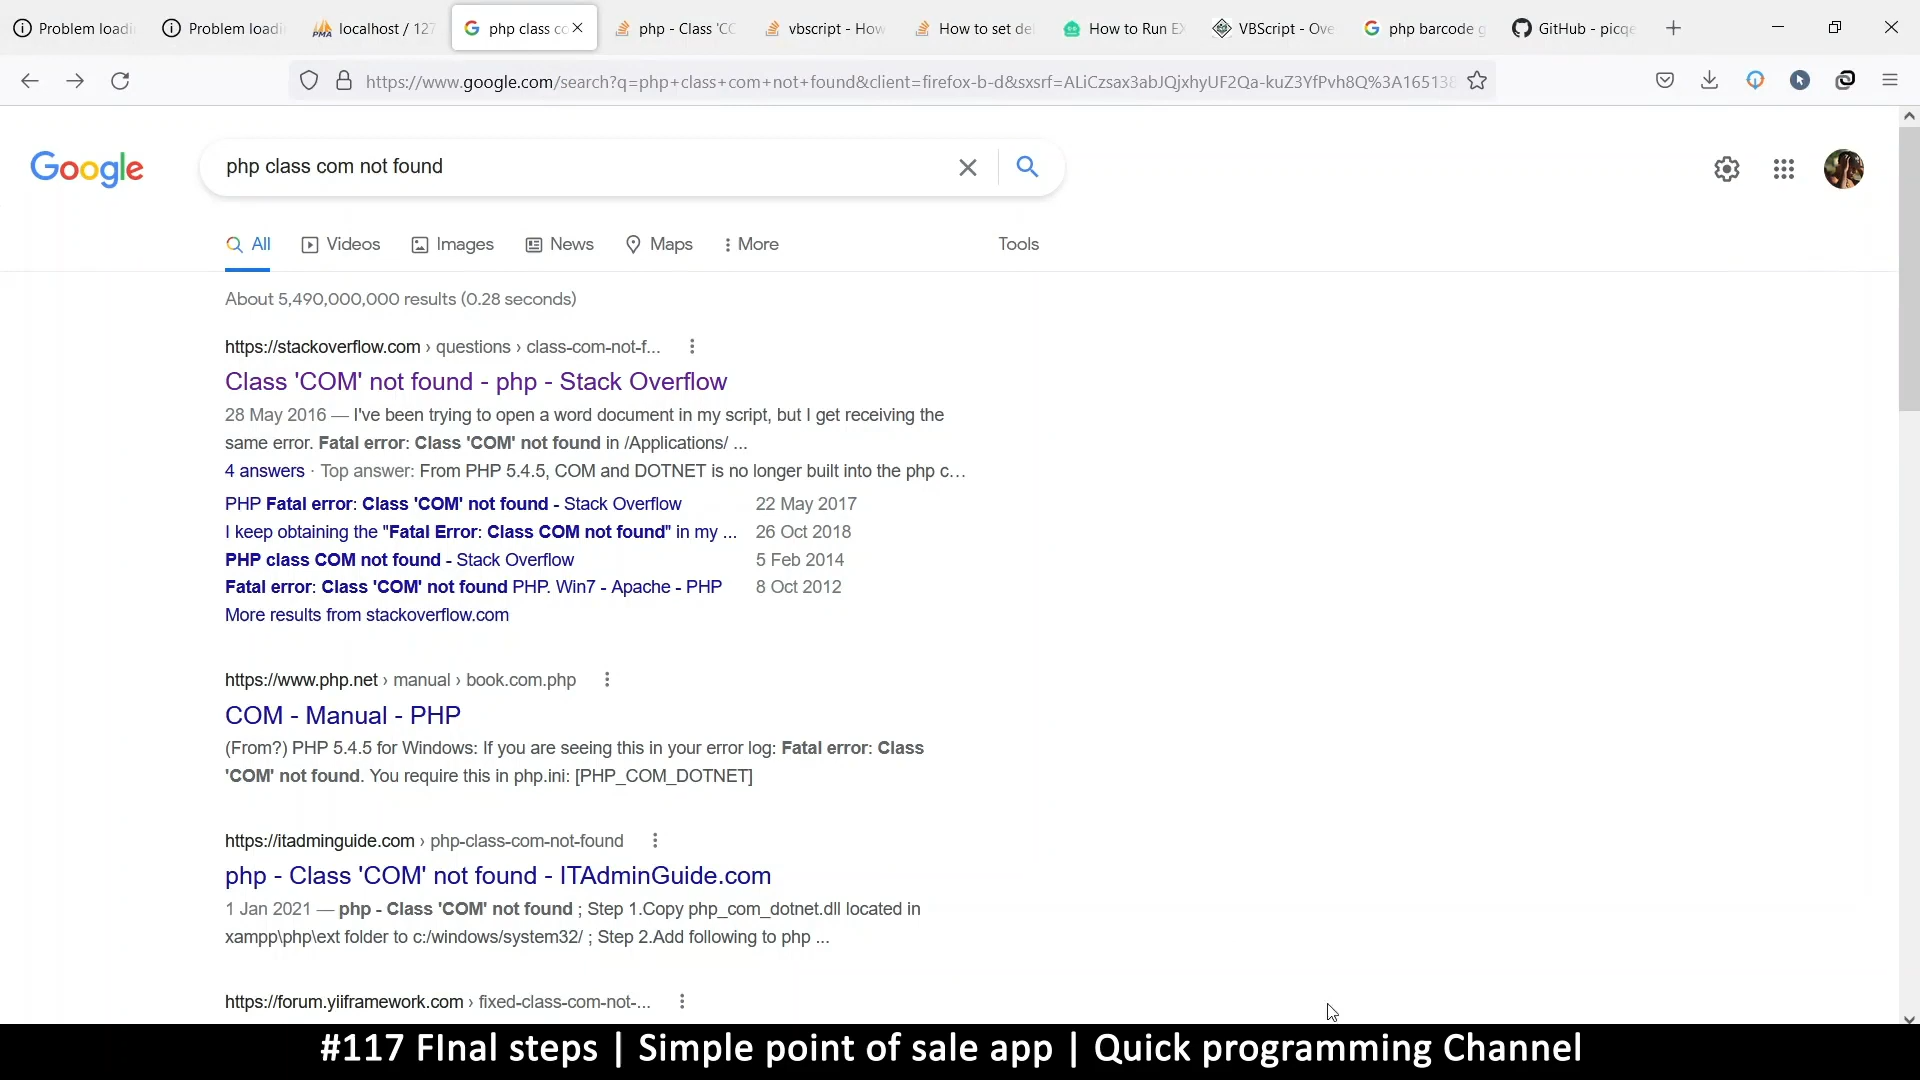 Problem loadi
Problem loadi
localhost / 127
php class co
php - Class 'CO
vbscript - How
How to set de
How to Run EX
VBScript - Ove
php barcode g
GitHub - picqe
https://www.google.com/search?q=php+class+com+not+found&client=firefox-b-d&sxsrf=ALiCzsax3abJQjxhyUF2Qa-kuZ3YfPvh8Q%3A165138
Google
php class com not found
All
Videos
Images
News
Maps
More
Tools
About 5,490,000,000 results (0.28 seconds)
https://stackoverflow.com › questions › class-com-not-f...
Class 'COM' not found - php - Stack Overflow
28 May 2016 — I've been trying to open a word document in my script, but I get receiving the
same error. Fatal error: Class 'COM' not found in /Applications/ ...
4 answers · Top answer: From PHP 5.4.5, COM and DOTNET is no longer built into the php c...
PHP Fatal error: Class 'COM' not found - Stack Overflow 22 May 2017
I keep obtaining the "Fatal Error: Class COM not found" in my ... 26 Oct 2018
PHP class COM not found - Stack Overflow 5 Feb 2014
Fatal error: Class 'COM' not found PHP. Win7 - Apache - PHP 8 Oct 2012
More results from stackoverflow.com
https://www.php.net › manual › book.com.php
COM - Manual - PHP
(From?) PHP 5.4.5 for Windows: If you are seeing this in your error log: Fatal error: Class
'COM' not found. You require this in php.ini: [PHP_COM_DOTNET]
https://itadminguide.com › php-class-com-not-found
php - Class 'COM' not found - ITAdminGuide.com
1 Jan 2021 — php - Class 'COM' not found ; Step 1.Copy php_com_dotnet.dll located in
xampp\php\ext folder to c:/windows/system32/ ; Step 2.Add following to php ...
https://forum.yiiframework.com › fixed-class-com-not-...
#117 FInal steps | Simple point of sale app | Quick programming Channel